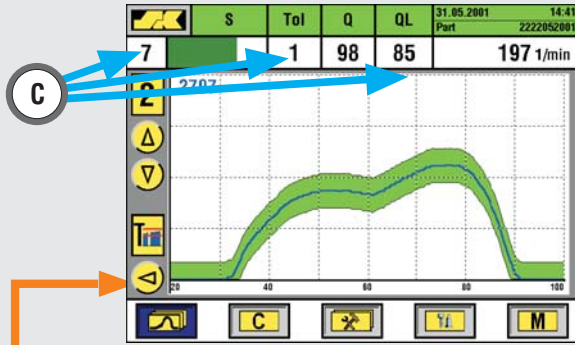 S Tol Q QL 31.05.2001 14:41
Part 2222052001
7 1 98 85 197 1/min
C
2 2707
T
20 40 60 80 100
C M